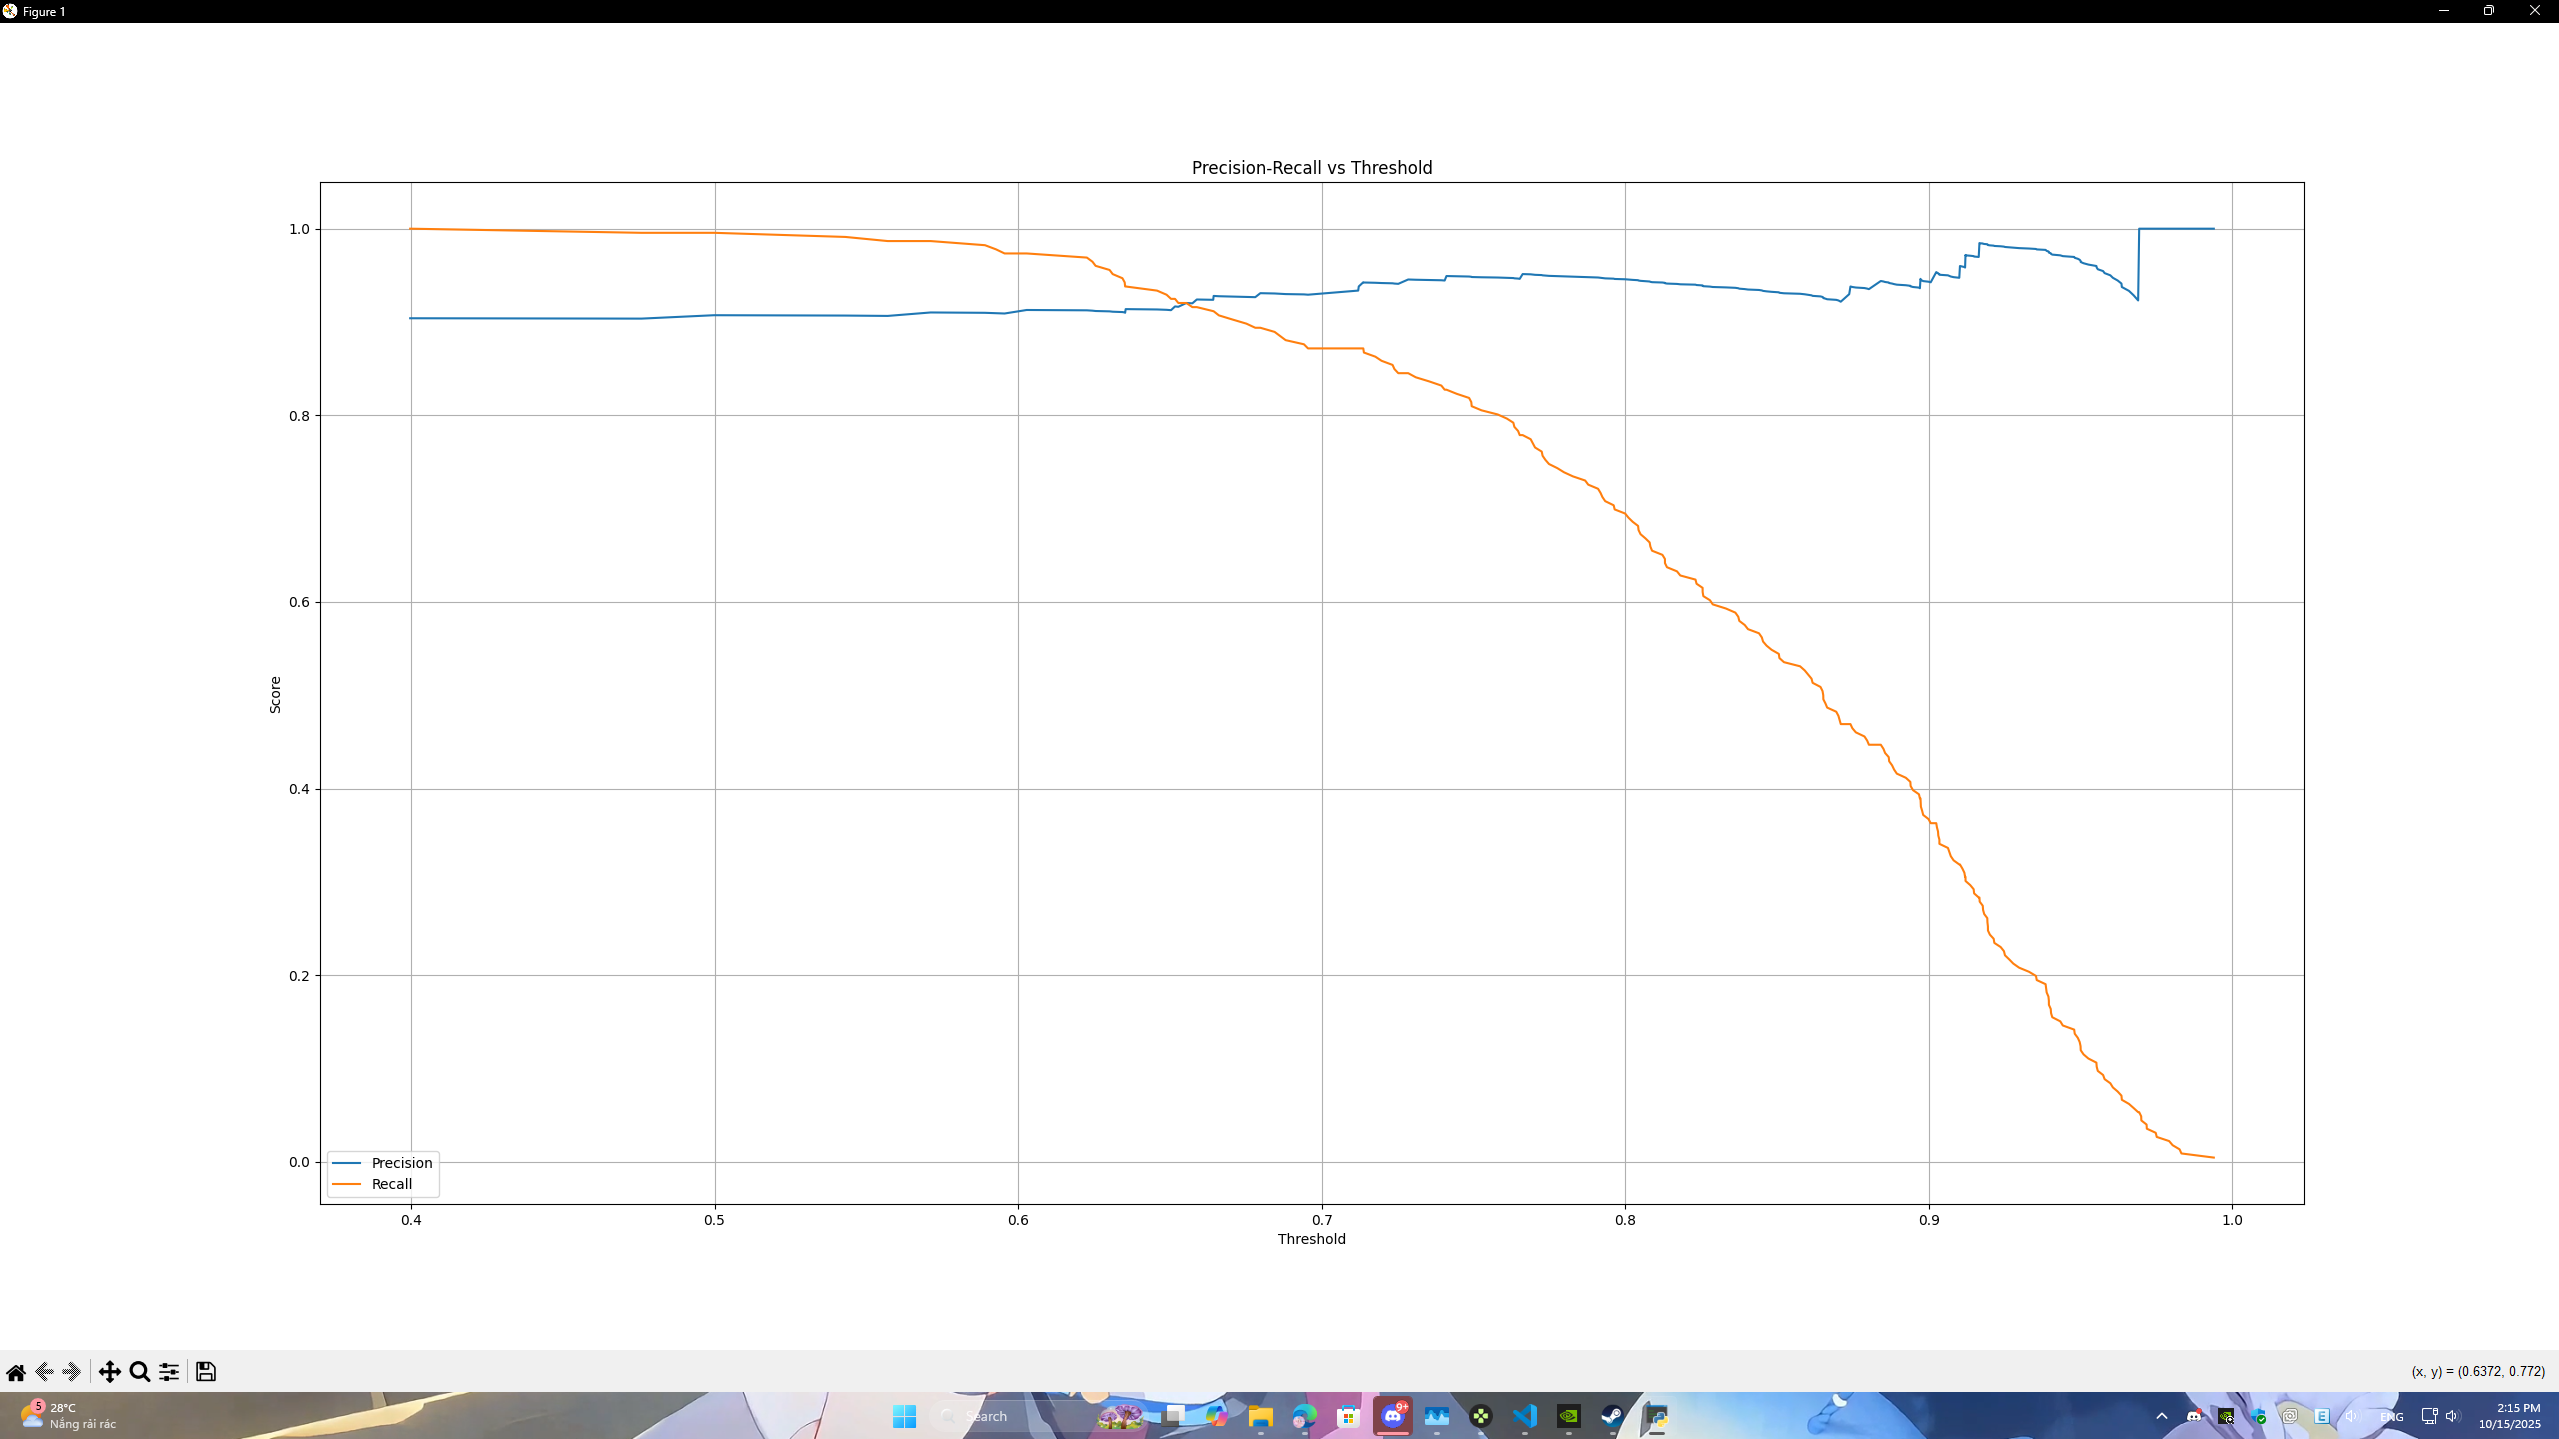 Figure 1
Precision-Recall vs Threshold
1.0
0.8
0.6
0.4
0.2
0.0
Score
Precision
Recall
0.4 0.5 0.6 0.7 0.8 0.9 1.0
Threshold
(x, y) = (0.6372, 0.772)
5
28°C
Nắng rải rác
Search
9+
E
ENG
2:15 PM
10/15/2025